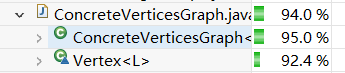 ConcreteVerticesGraph.java 94.0 %
ConcreteVerticesGraph< 95.0 %
Vertex<L> 92.4 %